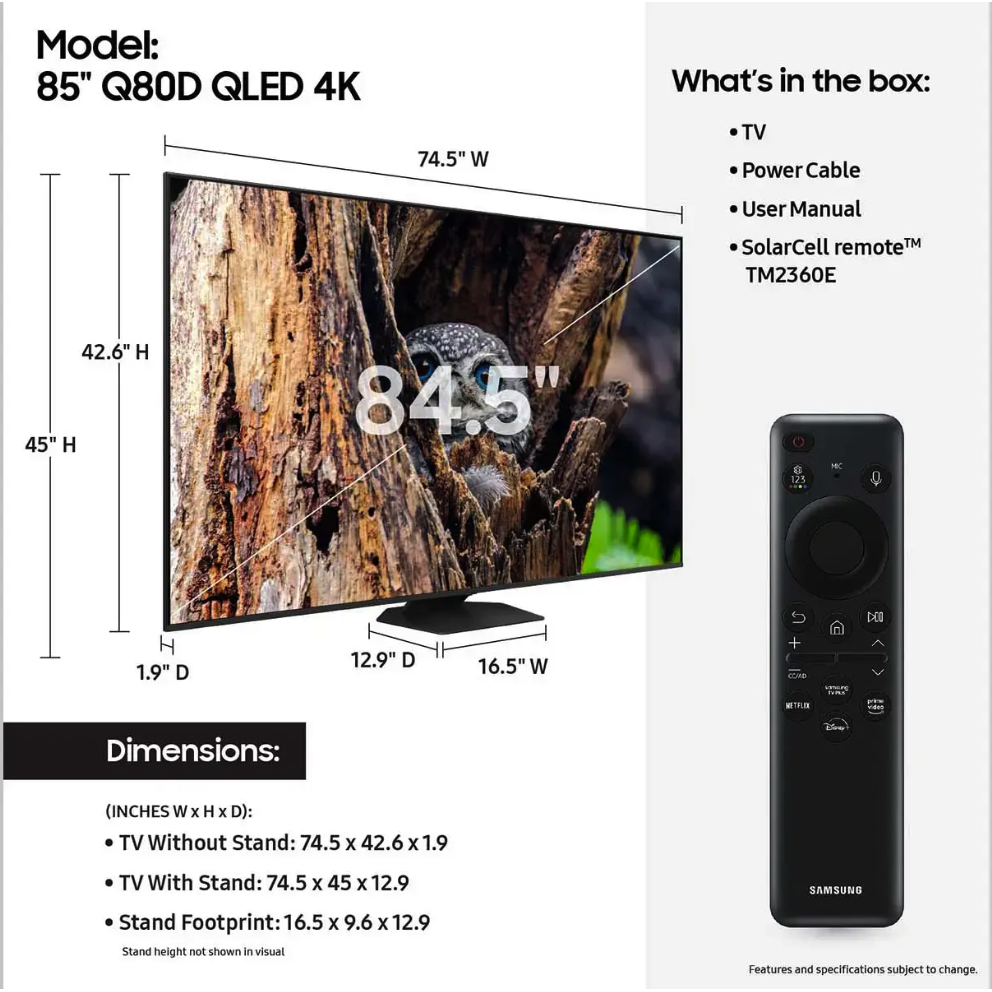 Model:
85" Q80D QLED 4K
What's in the box:
• TV
• Power Cable
• User Manual
• SolarCell remote™
TM2360E
74.5" W
42.6" H
45" H
84.5"
1.9" D
12.9" D
16.5" W
MIC
123
CC/AD
SAMSUNG
TV Plus
NETFLIX
prime
video
Disney+
SAMSUNG
Dimensions:
(INCHES W x H x D):
• TV Without Stand: 74.5 x 42.6 x 1.9
• TV With Stand: 74.5 x 45 x 12.9
• Stand Footprint: 16.5 x 9.6 x 12.9
Stand height not shown in visual
Features and specifications subject to change.